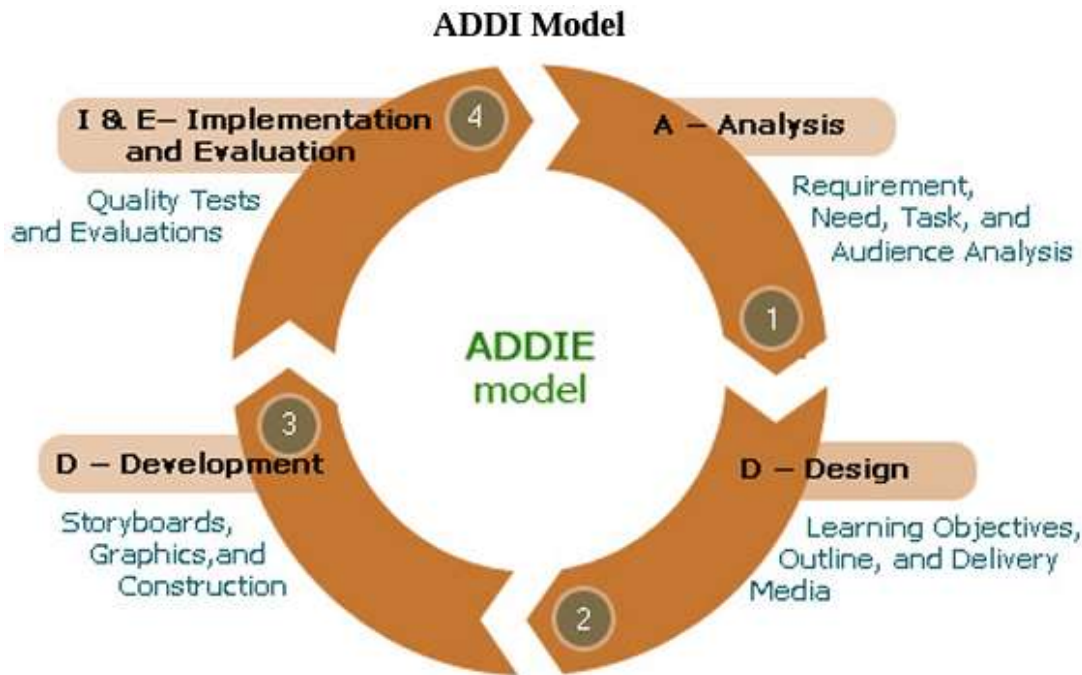 ADDI Model
A – Analysis
Requirement,
Need, Task, and
Audience Analysis
1
D – Design
Learning Objectives,
Outline, and Delivery
Media
2
D – Development
3
Storyboards,
Graphics,and
Construction
I & E– Implementation
and Evaluation
4
Quality Tests
and Evaluations
ADDIE
model